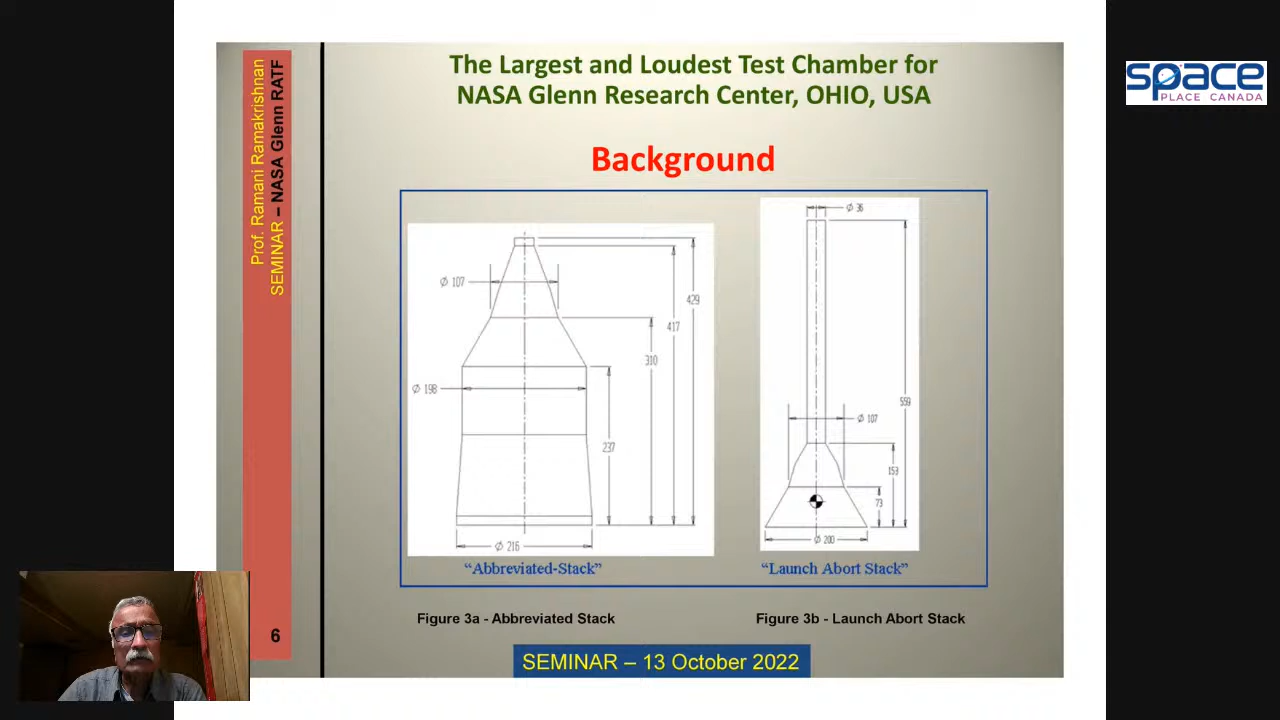 The Largest and Loudest Test Chamber for
NASA Glenn Research Center, OHIO, USA
space
PLACE CANADA
Prof. Ramani Ramakrishnan
SEMINAR – NASA Glenn RATF
Background
Ø 107
429
417
310
Ø 198
237
Ø 216
"Abbreviated-Stack"
Ø 36
559
Ø 107
153
73
Ø 200
"Launch Abort Stack"
Figure 3a - Abbreviated Stack
Figure 3b - Launch Abort Stack
6
SEMINAR – 13 October 2022